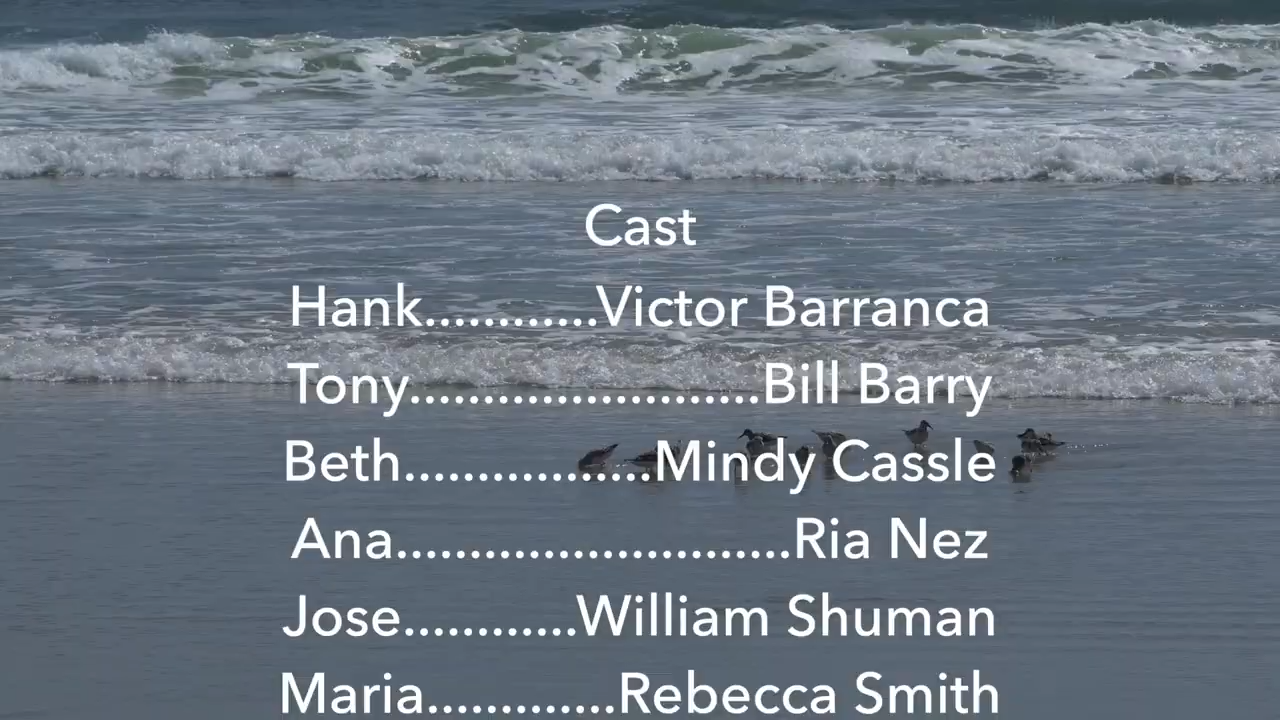 Cast
Hank............Victor Barranca
Tony........................Bill Barry
Beth.................Mindy Cassle
Ana...........................Ria Nez
Jose............William Shuman
Maria.............Rebecca Smith